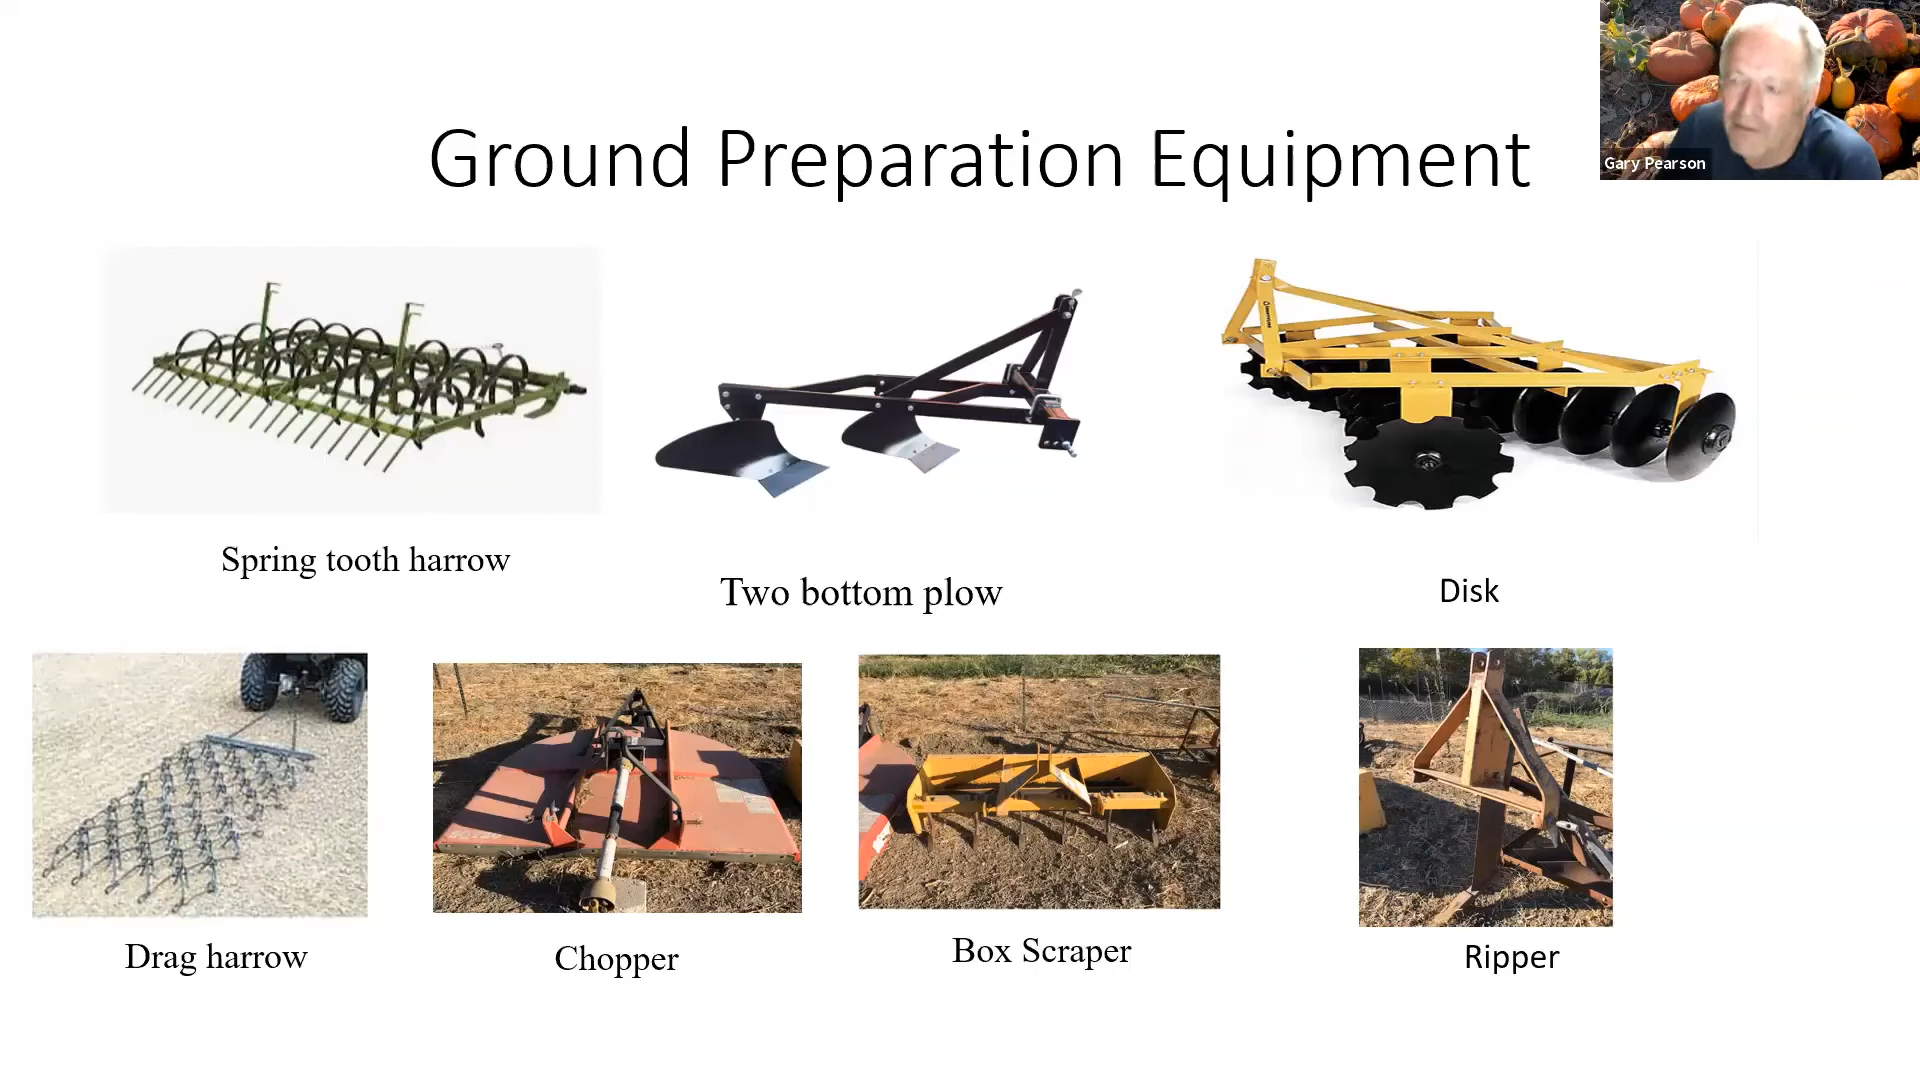 Ground Preparation Equipment
Gary Pearson
Spring tooth harrow
Two bottom plow
Disk
Drag harrow
Chopper
Box Scraper
Ripper